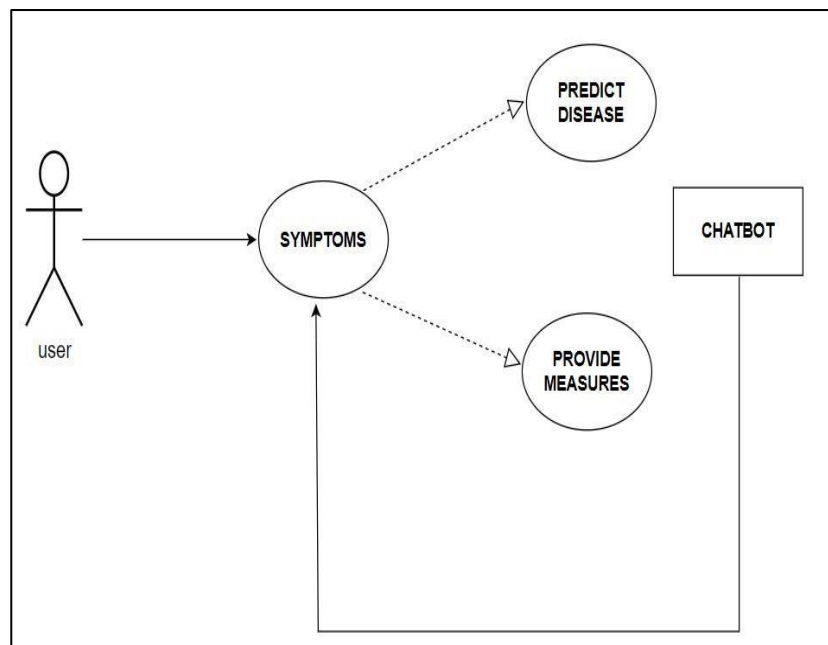 PREDICT
DISEASE
CHATBOT
SYMPTOMS
user
PROVIDE
MEASURES